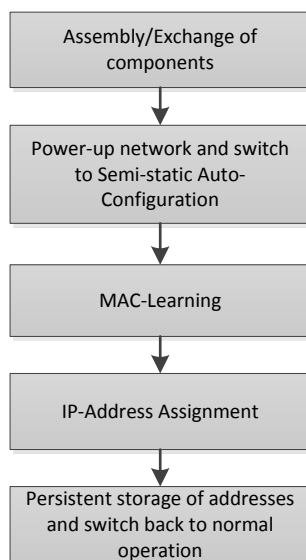 Assembly/Exchange of
components
Power-up network and switch
to Semi-static Auto-
Configuration
MAC-Learning
IP-Address Assignment
Persistent storage of addresses
and switch back to normal
operation